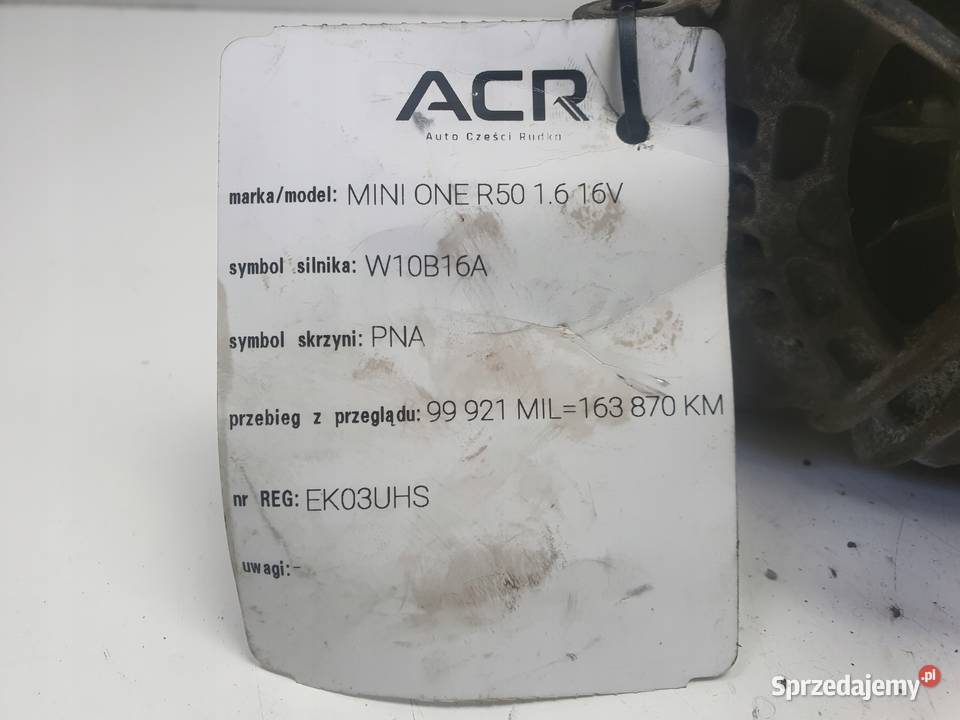 ACR
Auto Części Rudka
marka/model: MINI ONE R50 1.6 16V
symbol silnika: W10B16A
symbol skrzyni: PNA
przebieg z przeglądu: 99 921 MIL=163 870 KM
nr REG: EK03UHS
uwagi:-
Sprzedajemy.pl